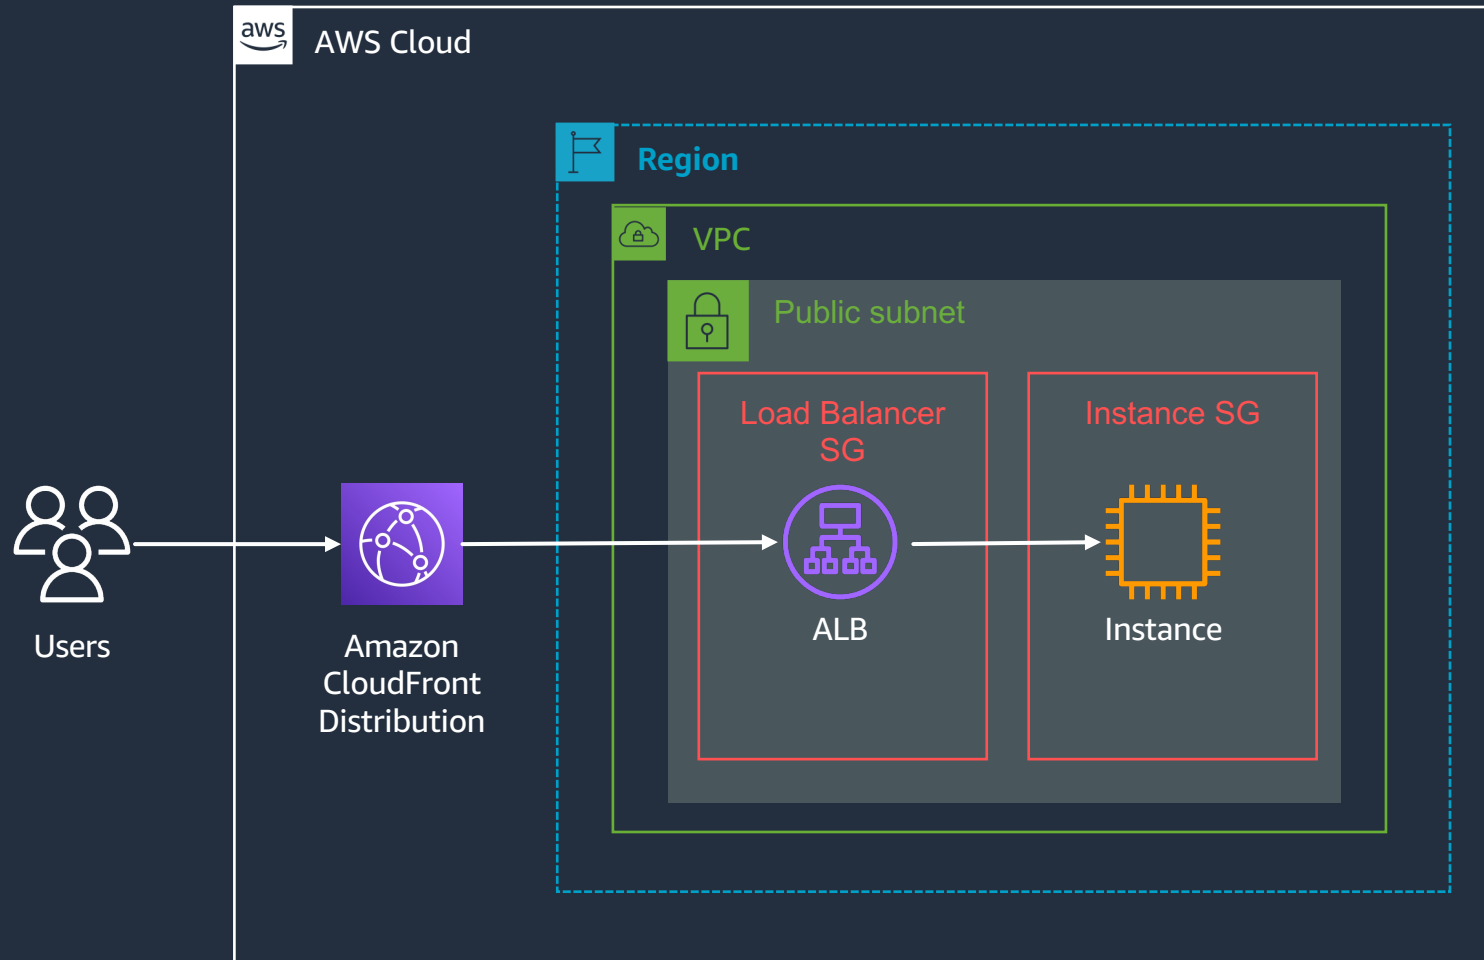 aws
AWS Cloud
Region
VPC
Public subnet
Load Balancer
SG
Instance SG
ALB
Instance
Users
Amazon
CloudFront
Distribution